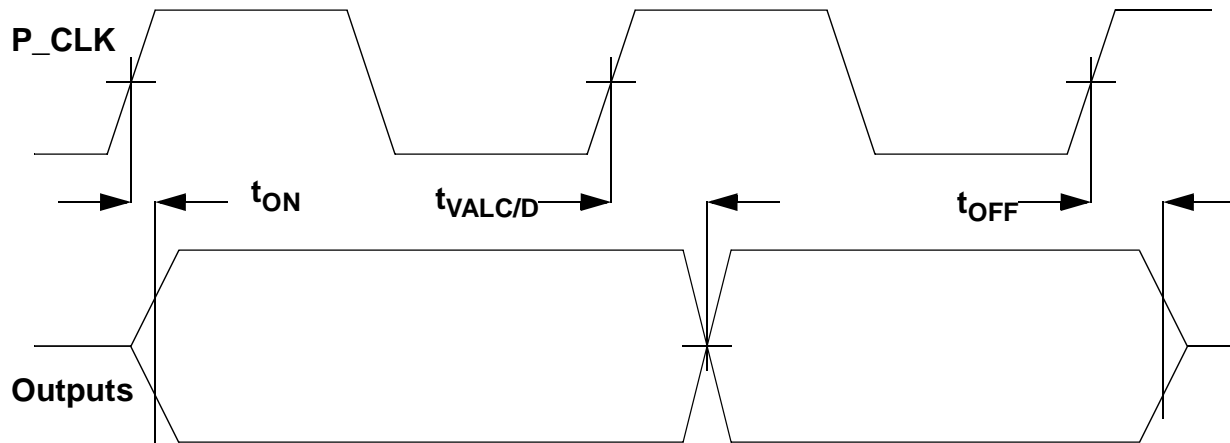 P_CLK
tON
tVALC/D
tOFF
Outputs